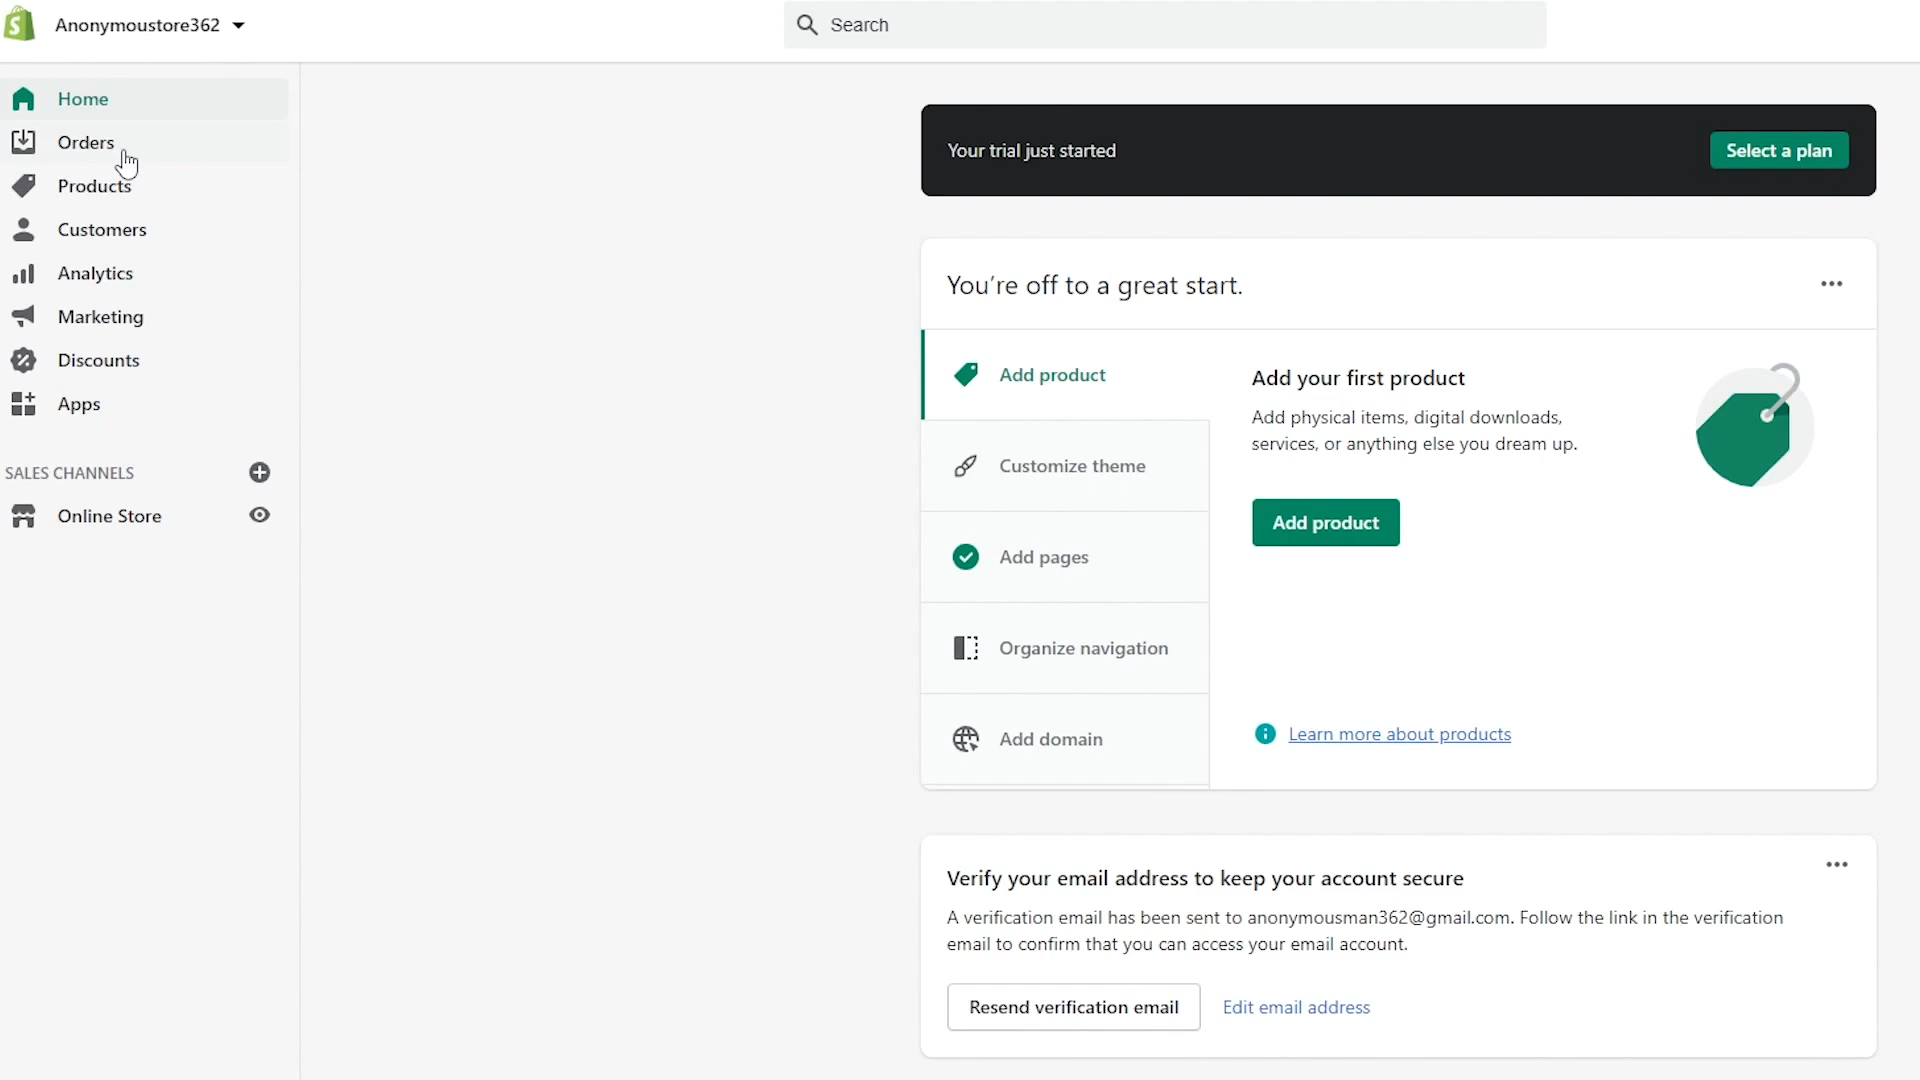 Anonymoustore362
Search
Home
Orders
Products
Customers
Analytics
Marketing
Discounts
Apps
SALES CHANNELS
Online Store
Your trial just started
Select a plan
You're off to a great start.
Add product
Customize theme
Add pages
Organize navigation
Add domain
Add your first product
Add physical items, digital downloads,
services, or anything else you dream up.
Add product
Learn more about products
Verify your email address to keep your account secure
A verification email has been sent to anonymousman362@gmail.com. Follow the link in the verification
email to confirm that you can access your email account.
Resend verification email
Edit email address